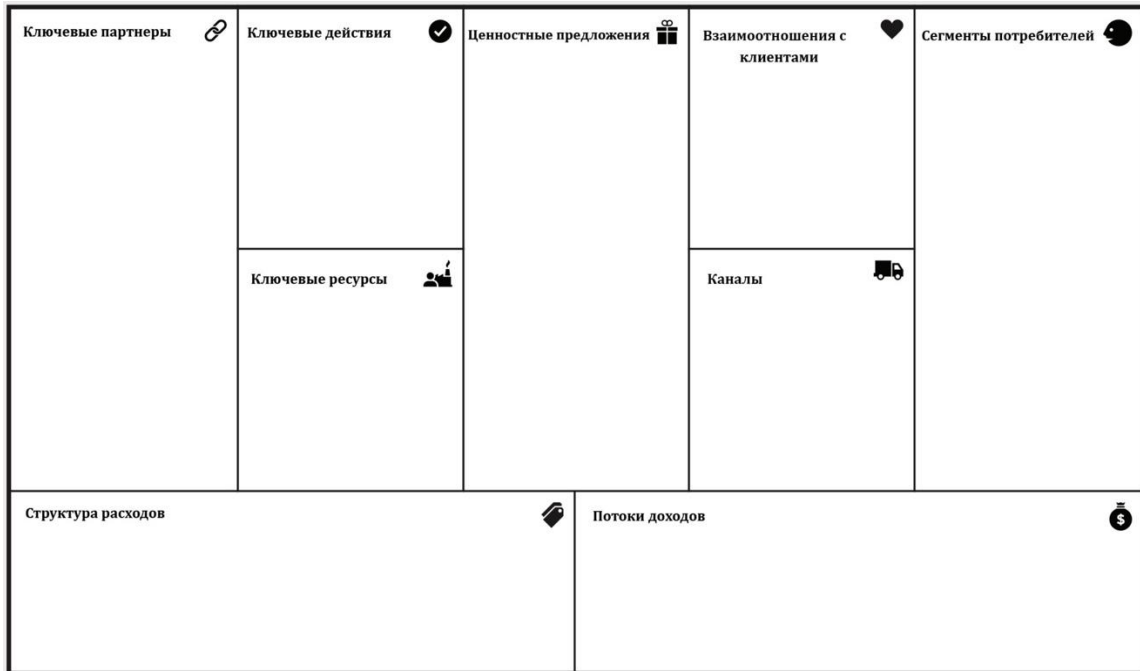 Ключевые партнеры
Ключевые действия
Ключевые ресурсы
Ценностные предложения
Взаимоотношения с
клиентами
Каналы
Сегменты потребителей
Структура расходов
Потоки доходов
$